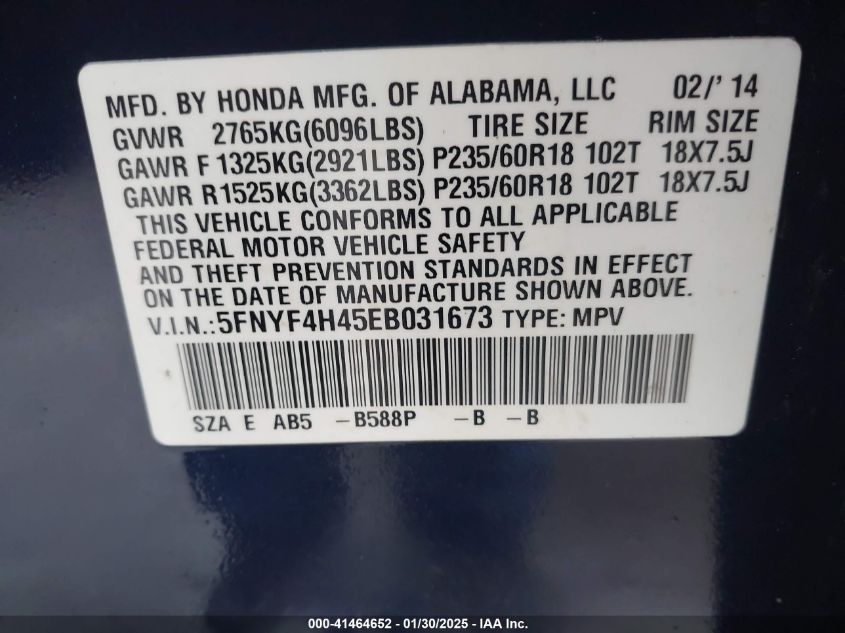 MFD. BY HONDA MFG. OF ALABAMA, LLC 02/' 14
GVWR 2765KG(6096LBS) TIRE SIZE RIM SIZE
GAWR F 1325KG(2921LBS) P235/60R18 102T 18X7.5J
GAWR R1525KG(3362LBS) P235/60R18 102T 18X7.5J
THIS VEHICLE CONFORMS TO ALL APPLICABLE
FEDERAL MOTOR VEHICLE SAFETY
AND THEFT PREVENTION STANDARDS IN EFFECT
ON THE DATE OF MANUFACTURE SHOWN ABOVE.
V.I.N.:5FNYF4H45EB031673 TYPE: MPV
SZA E AB5 –B588P –B –B
000-41464652 - 01/30/2025 - IAA Inc.